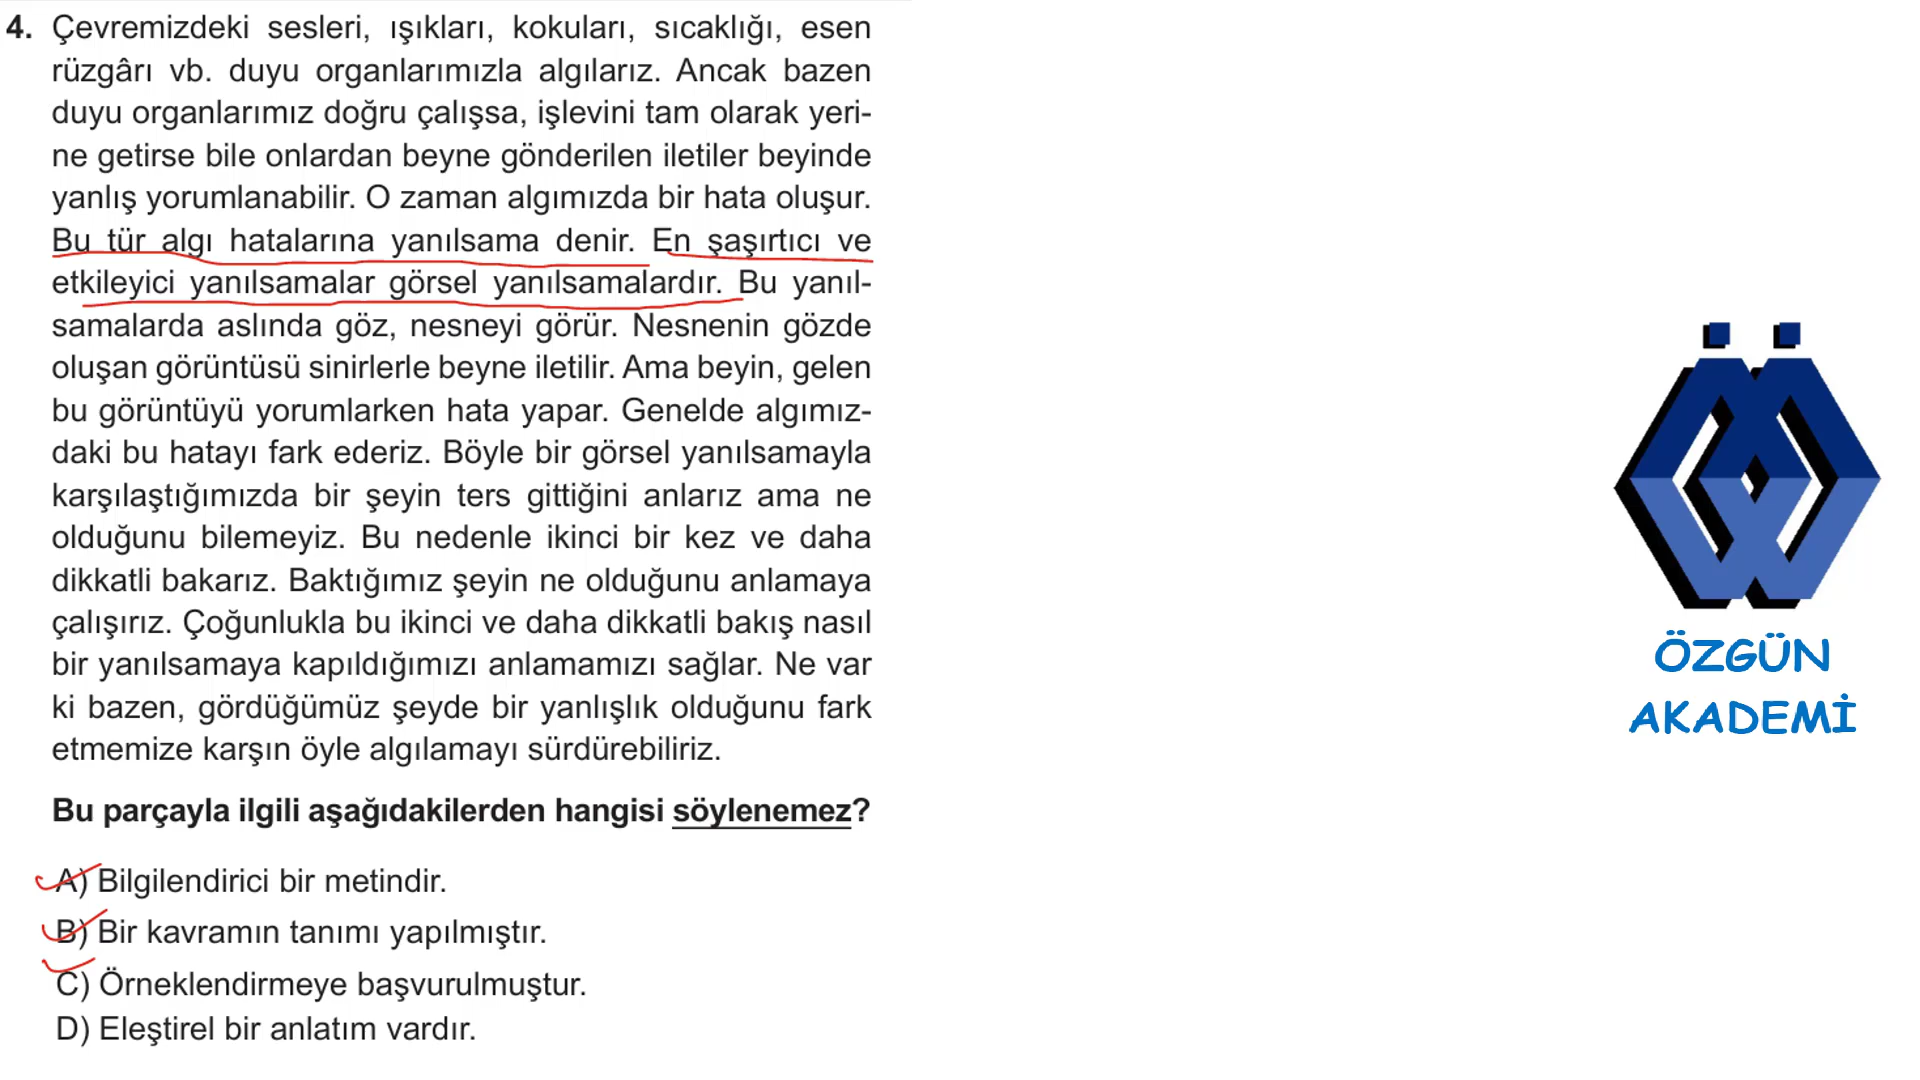 4. Çevremizdeki sesleri, ışıkları, kokuları, sıcaklığı, esen
rüzgârı vb. duyu organlarımızla algılarız. Ancak bazen
duyu organlarımız doğru çalışsa, işlevini tam olarak yeri-
ne getirse bile onlardan beyne gönderilen iletiler beyinde
yanlış yorumlanabilir. O zaman algımızda bir hata oluşur.
Bu tür algı hatalarına yanılsama denir. En şaşırtıcı ve
etkileyici yanılsamalar görsel yanılsamalardır. Bu yanıl-
samalarda aslında göz, nesneyi görür. Nesnenin gözde
oluşan görüntüsü sinirlerle beyne iletilir. Ama beyin, gelen
bu görüntüyü yorumlarken hata yapar. Genelde algımız-
daki bu hatayı fark ederiz. Böyle bir görsel yanılsamayla
karşılaştığımızda bir şeyin ters gittiğini anlarız ama ne
olduğunu bilemeyiz. Bu nedenle ikinci bir kez ve daha
dikkatli bakarız. Baktığımız şeyin ne olduğunu anlamaya
çalışırız. Çoğunlukla bu ikinci ve daha dikkatli bakış nasıl
bir yanılsamaya kapıldığımızı anlamamızı sağlar. Ne var
ki bazen, gördüğümüz şeyde bir yanlışlık olduğunu fark
etmemize karşın öyle algılamayı sürdürebiliriz.
Bu parçayla ilgili aşağıdakilerden hangisi söylenemez?
A) Bilgilendirici bir metindir.
B) Bir kavramın tanımı yapılmıştır.
C) Örneklendirmeye başvurulmuştur.
D) Eleştirel bir anlatım vardır.
ÖZGÜN
AKADEMİ